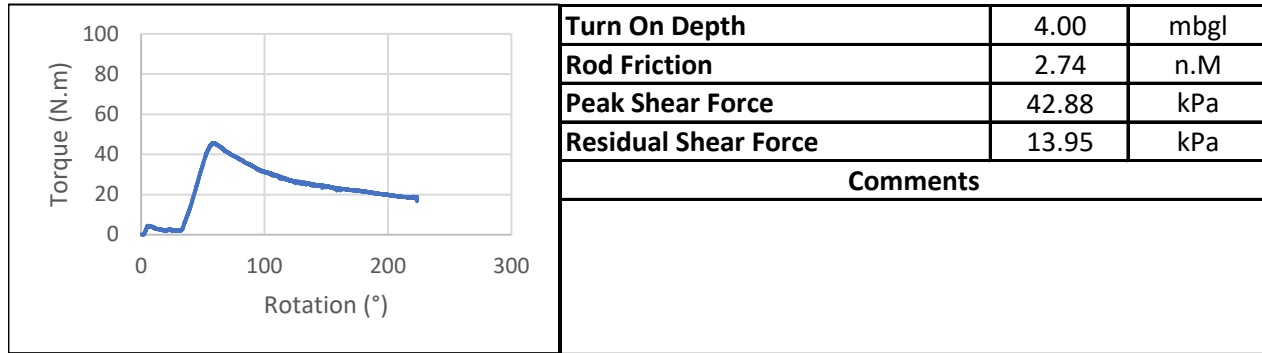 Torque (N.m)
100
80
60
40
20
0
0 100 200 300
Rotation (°)
Turn On Depth 4.00 mbgl
Rod Friction 2.74 n.M
Peak Shear Force 42.88 kPa
Residual Shear Force 13.95 kPa
Comments